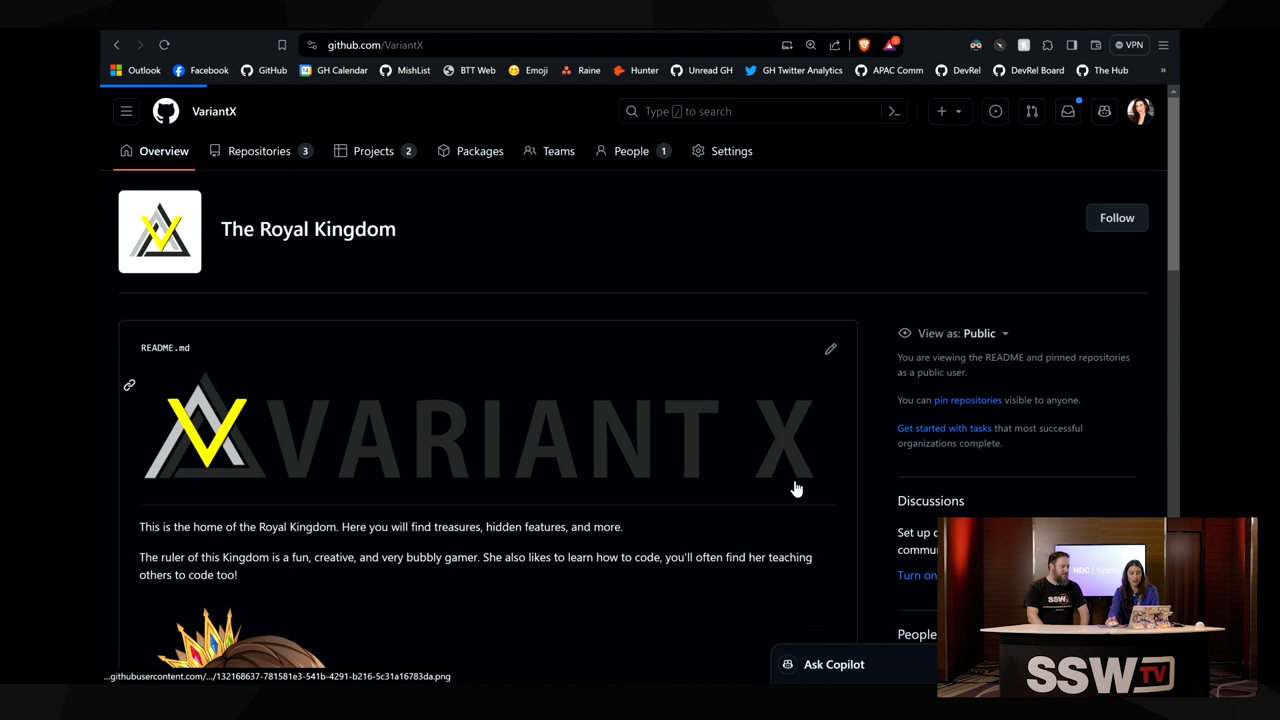 github.com/VariantX
VPN
Outlook Facebook GitHub GH Calendar MishList BTT Web Emoji Raine Hunter Unread GH GH Twitter Analytics APAC Comm DevRel DevRel Board The Hub »
VariantX
Type / to search
Overview Repositories 3 Projects 2 Packages Teams People 1 Settings
The Royal Kingdom
Follow
README.md
VARIANT X
This is the home of the Royal Kingdom. Here you will find treasures, hidden features, and more.
The ruler of this Kingdom is a fun, creative, and very bubbly gamer. She also likes to learn how to code, you'll often find her teaching
others to code too!
View as: Public
You are viewing the README and pinned repositories
as a public user.
You can pin repositories visible to anyone.
Get started with tasks that most successful
organizations complete.
Discussions
Set up d
commu
Turn on
People
Ask Copilot
...githubusercontent.com/.../132168637-781581e3-541b-4291-b216-5c31a16783da.png
NDC | Sydney
SSW
SSW TV